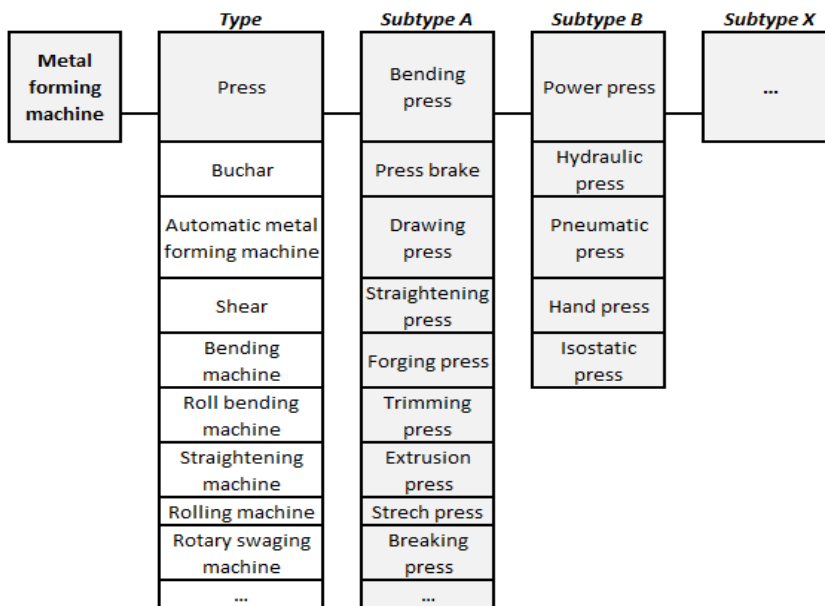 Type
Subtype A
Subtype B
Subtype X
Metal
forming
machine
Press
Bending
press
Power press
...
Buchar
Press brake
Hydraulic
press
Automatic metal
forming machine
Drawing
press
Pneumatic
press
Shear
Straightening
press
Hand press
Bending
machine
Forging press
Isostatic
press
Roll bending
machine
Trimming
press
Straightening
machine
Extrusion
press
Rolling machine
Strech press
Rotary swaging
machine
Breaking
press
...
...